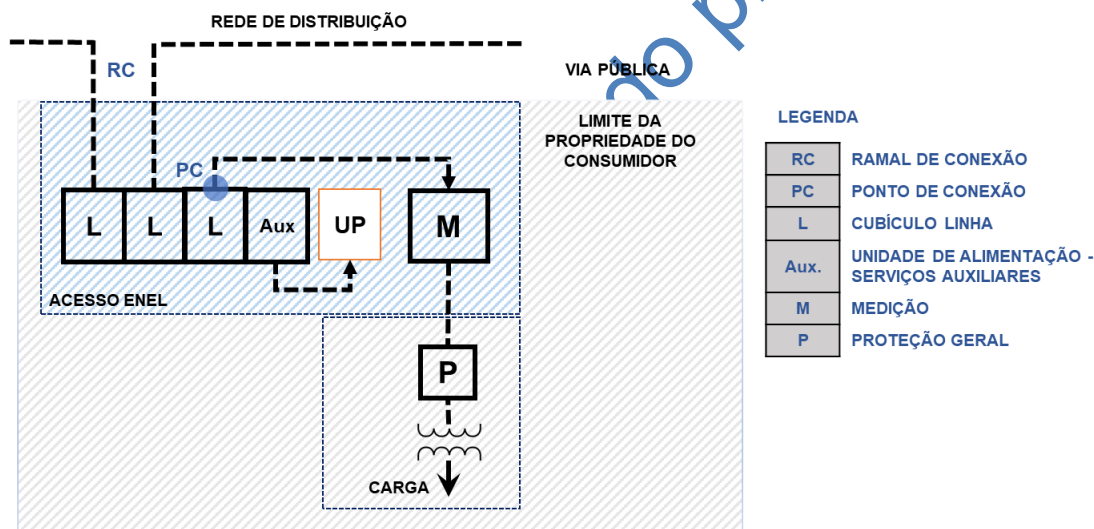 do p
REDE DE DISTRIBUIÇÃO
RC
VIA PÚBLICA
LIMITE DA
PROPRIEDADE DO
CONSUMIDOR
PC
L
L
L
Aux
UP
M
ACESSO ENEL
P
CARGA
LEGENDA
RC RAMAL DE CONEXÃO
PC PONTO DE CONEXÃO
L CUBÍCULO LINHA
Aux. UNIDADE DE ALIMENTAÇÃO -
SERVIÇOS AUXILIARES
M MEDIÇÃO
P PROTEÇÃO GERAL